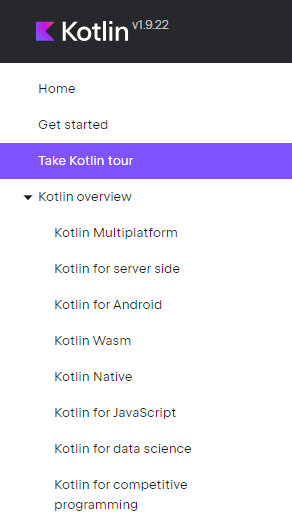 Kotlin v1.9.22
Home
Get started
Take Kotlin tour
Kotlin overview
Kotlin Multiplatform
Kotlin for server side
Kotlin for Android
Kotlin Wasm
Kotlin Native
Kotlin for JavaScript
Kotlin for data science
Kotlin for competitive
programming